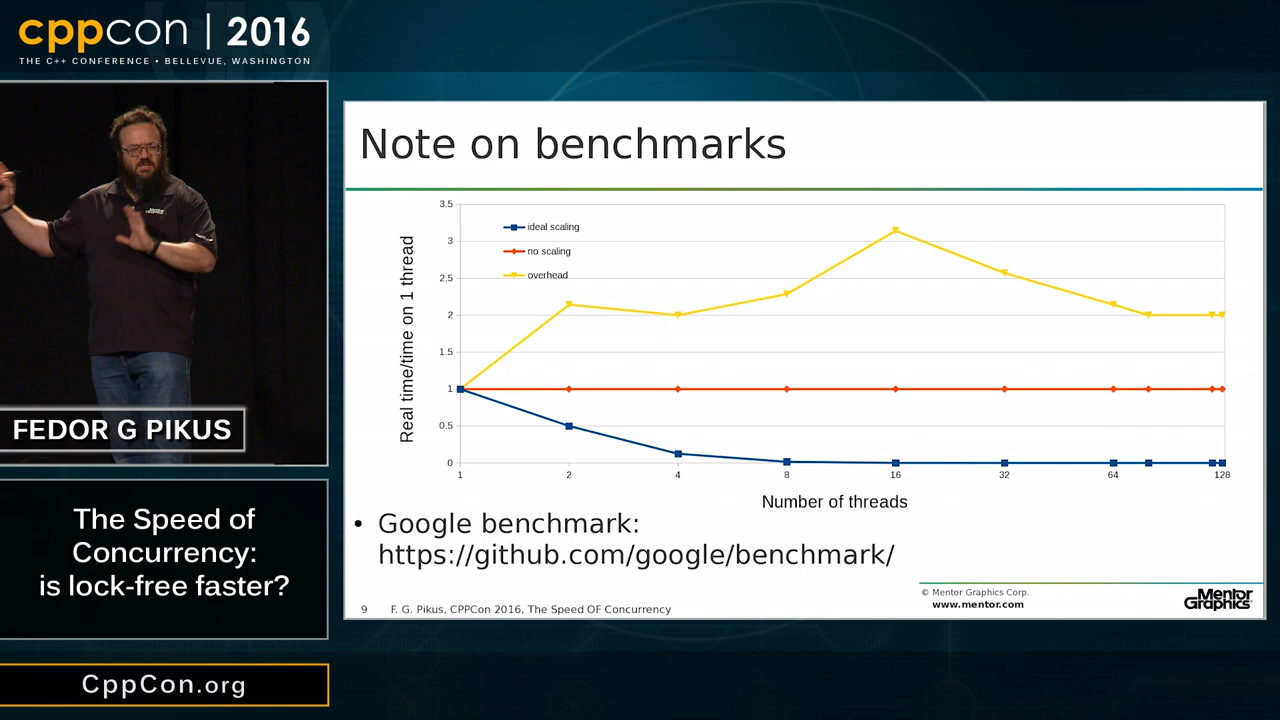 cppcon | 2016
THE C++ CONFERENCE • BELLEVUE, WASHINGTON
FEDOR G PIKUS
The Speed of
Concurrency:
is lock-free faster?
CppCon.org
Note on benchmarks
Real time/time on 1 thread
3.5
3
2.5
2
1.5
1
0.5
0
ideal scaling
no scaling
overhead
1 2 4 8 16 32 64 128
Number of threads
• Google benchmark:
https://github.com/google/benchmark/
9 F. G. Pikus, CPPCon 2016, The Speed OF Concurrency
© Mentor Graphics Corp.
www.mentor.com
Mentor
Graphics